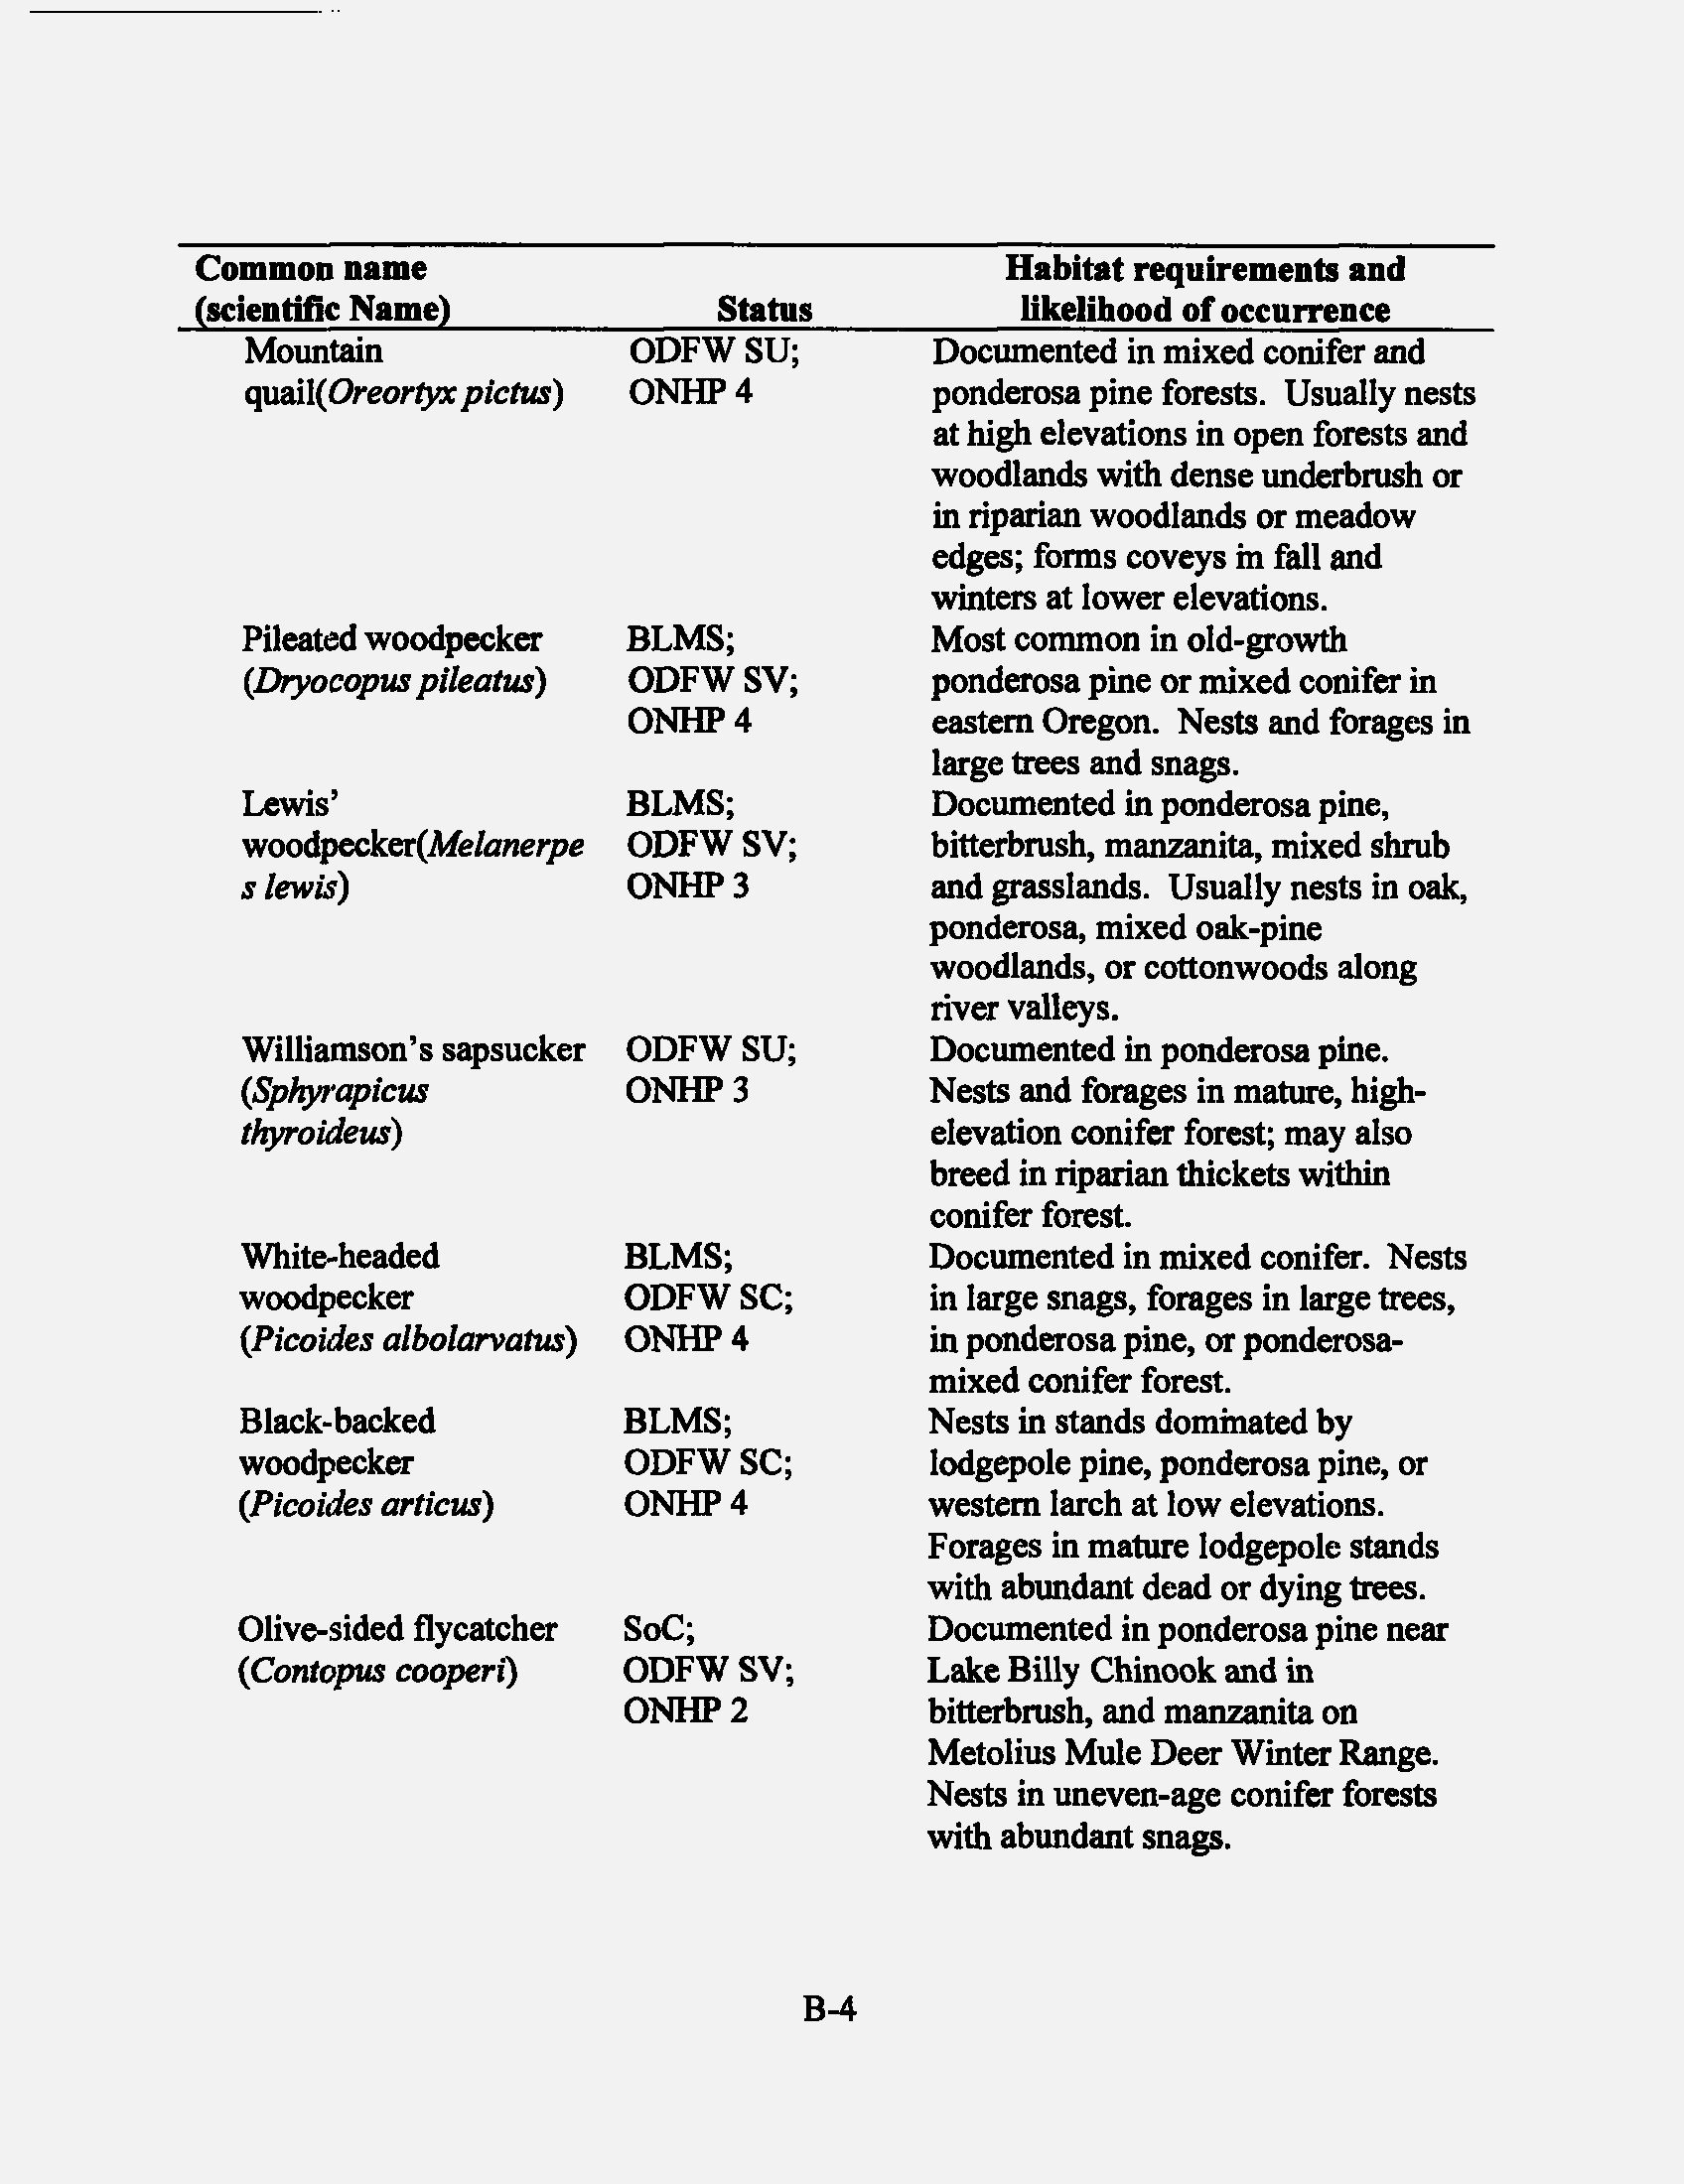 Common name (scientific Name) Status Habitat requirements and likelihood of occurrence
Mountain ODFW SU; Documented in mixed conifer and
quail(Oreortyx pictus) ONHP 4 ponderosa pine forests. Usually nests
at high elevations in open forests and
woodlands with dense underbrush or
in riparian woodlands or meadow
edges; forms coveys in fall and
winters at lower elevations.
Pileated woodpecker BLMS; Most common in old-growth
(Dryocopus pileatus) ODFW SV; ponderosa pine or mixed conifer in
ONHP 4 eastern Oregon. Nests and forages in
large trees and snags.
Lewis' BLMS; Documented in ponderosa pine,
woodpecker(Melanerpe ODFW SV; bitterbrush, manzanita, mixed shrub
s lewis) ONHP 3 and grasslands. Usually nests in oak,
ponderosa, mixed oak-pine
woodlands, or cottonwoods along
river valleys.
Williamson's sapsucker ODFW SU; Documented in ponderosa pine.
(Sphyrapicus ONHP 3 Nests and forages in mature, high-
thyroideus) elevation conifer forest; may also
breed in riparian thickets within
conifer forest.
White-headed BLMS; Documented in mixed conifer. Nests
woodpecker ODFW SC; in large snags, forages in large trees,
(Picoides albolarvatus) ONHP 4 in ponderosa pine, or ponderosa-
mixed conifer forest.
Black-backed BLMS; Nests in stands dominated by
woodpecker ODFW SC; lodgepole pine, ponderosa pine, or
(Picoides articus) ONHP 4 western larch at low elevations.
Forages in mature lodgepole stands
with abundant dead or dying trees.
Olive-sided flycatcher SoC; Documented in ponderosa pine near
(Contopus cooperi) ODFW SV; Lake Billy Chinook and in
ONHP 2 bitterbrush, and manzanita on
Metolius Mule Deer Winter Range.
Nests in uneven-age conifer forests
with abundant snags.
B-4